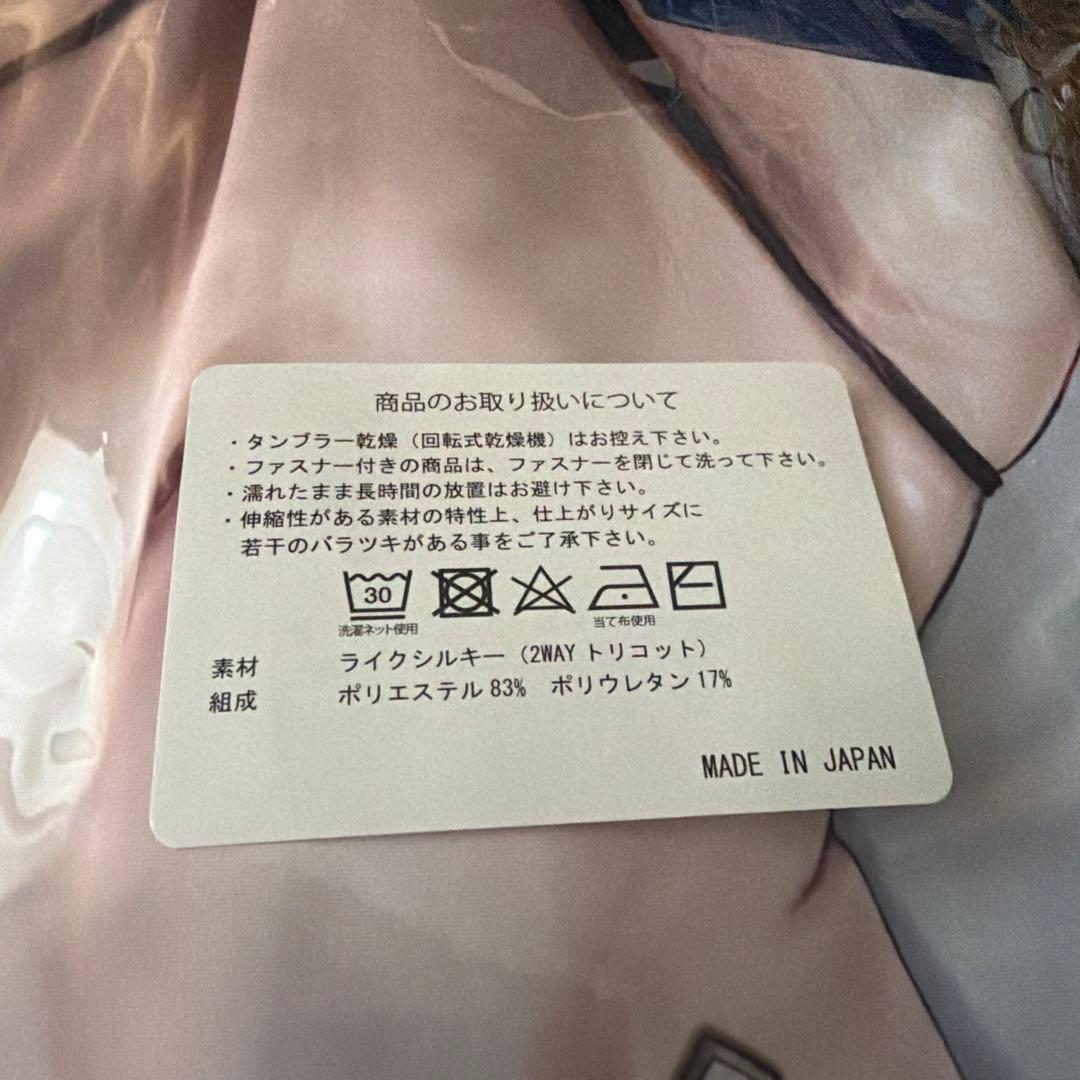 商品のお取り扱いについて
・タンブラー乾燥（回転式乾燥機）はお控え下さい。
・ファスナー付きの商品は、ファスナーを閉じて洗って下さい。
・濡れたまま長時間の放置はお避け下さい。
・伸縮性がある素材の特性上、仕上がりサイズに
若干のバラツキがある事をご了承下さい。
30
洗濯ネット使用
当て布使用
素材 ライクシルキー（2WAYトリコット）
組成 ポリエステル83% ポリウレタン17%
MADE IN JAPAN